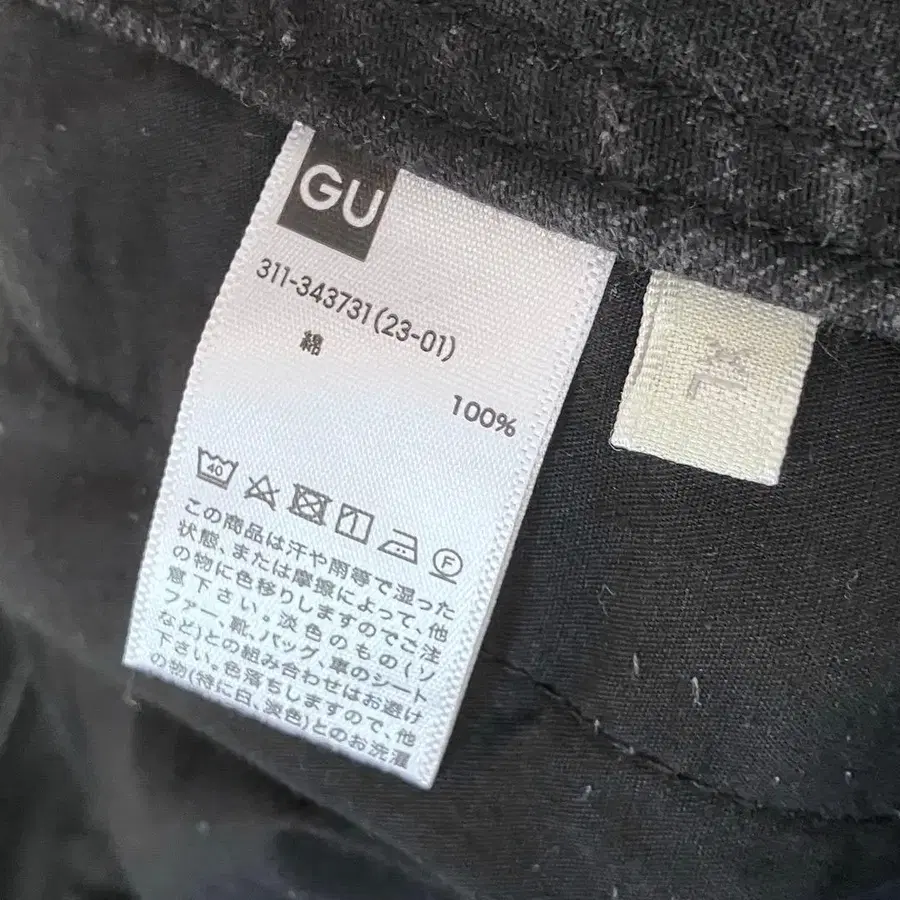 GU
311-343731(23-01)
綿
100%
40
F
この商品は汗や雨等で湿った
状態、または摩擦によって、他
の物に色移りしますのでご注
意下さい。淡色のもの(ソ
ファー、靴、バッグ、車のシート
など)との組み合わせはお避け
下さい。色落ちしますので、他
の物(特に白、淡色)とのお洗濯
XL